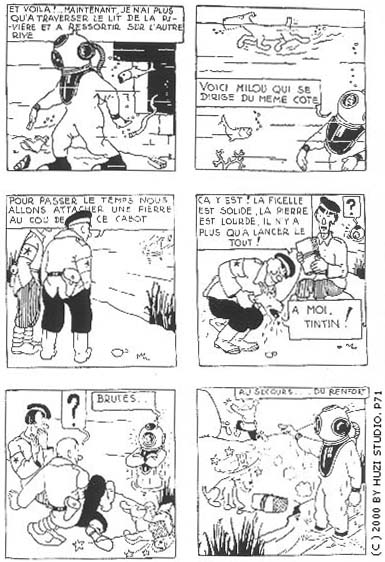 ET VOILA!..MAINTENANT, JE N'AI PLUS
QU'A TRAVERSER LE LIT DE LA RI-
VIÈRE ET A RESSORTIR SUR L'AUTRE
RIVE
VOICI MILOU QUI SE
DIRIGE DU MEME COTE
POUR PASSER LE TEMPS NOUS
ALLONS ATTACHER UNE PIERRE
AU COU DE CE CABOT
ÇA Y EST! LA FICELLE
EST SOLIDE, LA PIERRE
EST LOURDE, IL N'Y A
PLUS QU'A LANCER LE
TOUT!
?
A MOI,
TINTIN!
?
BRUTES...
AU SECOURS...DU RENFORT
(C) 2000 BY HUZI STUDIO. P71